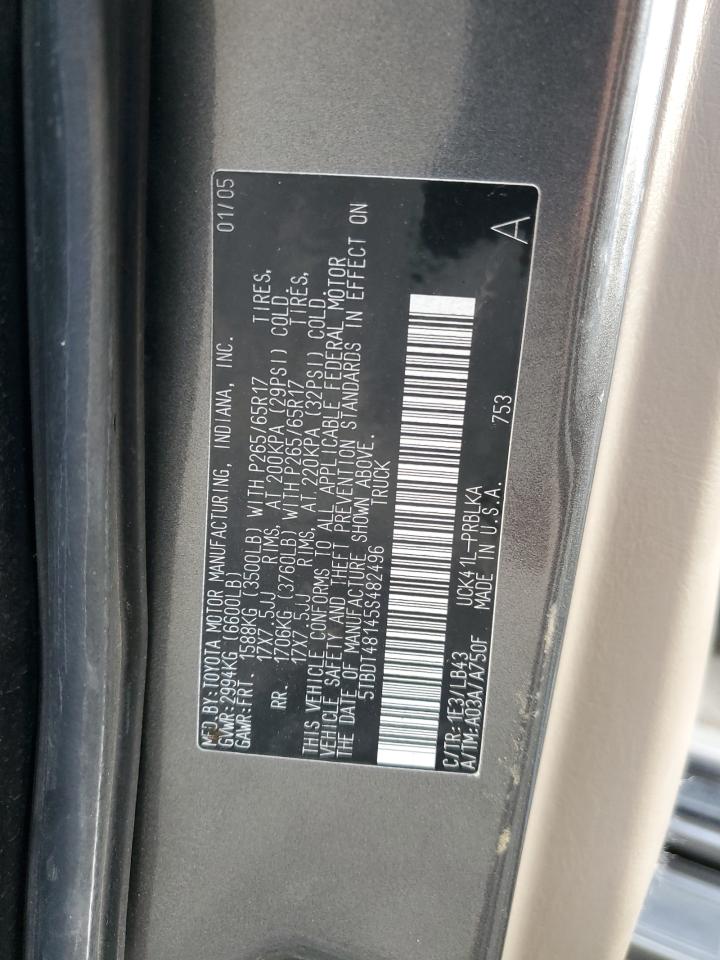 MFD.BY:TOYOTA MOTOR MANUFACTURING, INDIANA, INC. 01/05
GVWR:2994KG (6600LB)
GAWR:FRT. 1588KG (3500LB) WITH P265/65R17 TIRES,
17X7.5JJ RIMS, AT 200KPA (29PSI) COLD.
RR. 1706KG (3760LB) WITH P265/65R17 TIRES,
17X7.5JJ RIMS, AT 220KPA (32PSI) COLD.
THIS VEHICLE CONFORMS TO ALL APPLICABLE FEDERAL MOTOR
VEHICLE SAFETY AND THEFT PREVENTION STANDARDS IN EFFECT ON
THE DATE OF MANUFACTURE SHOWN ABOVE.
5TBDT48145S482496 TRUCK
C/TR:1E3/LB43 UCK41L-PRBLKA
A/TM:A03A/A750F MADE IN U.S.A. 753 A